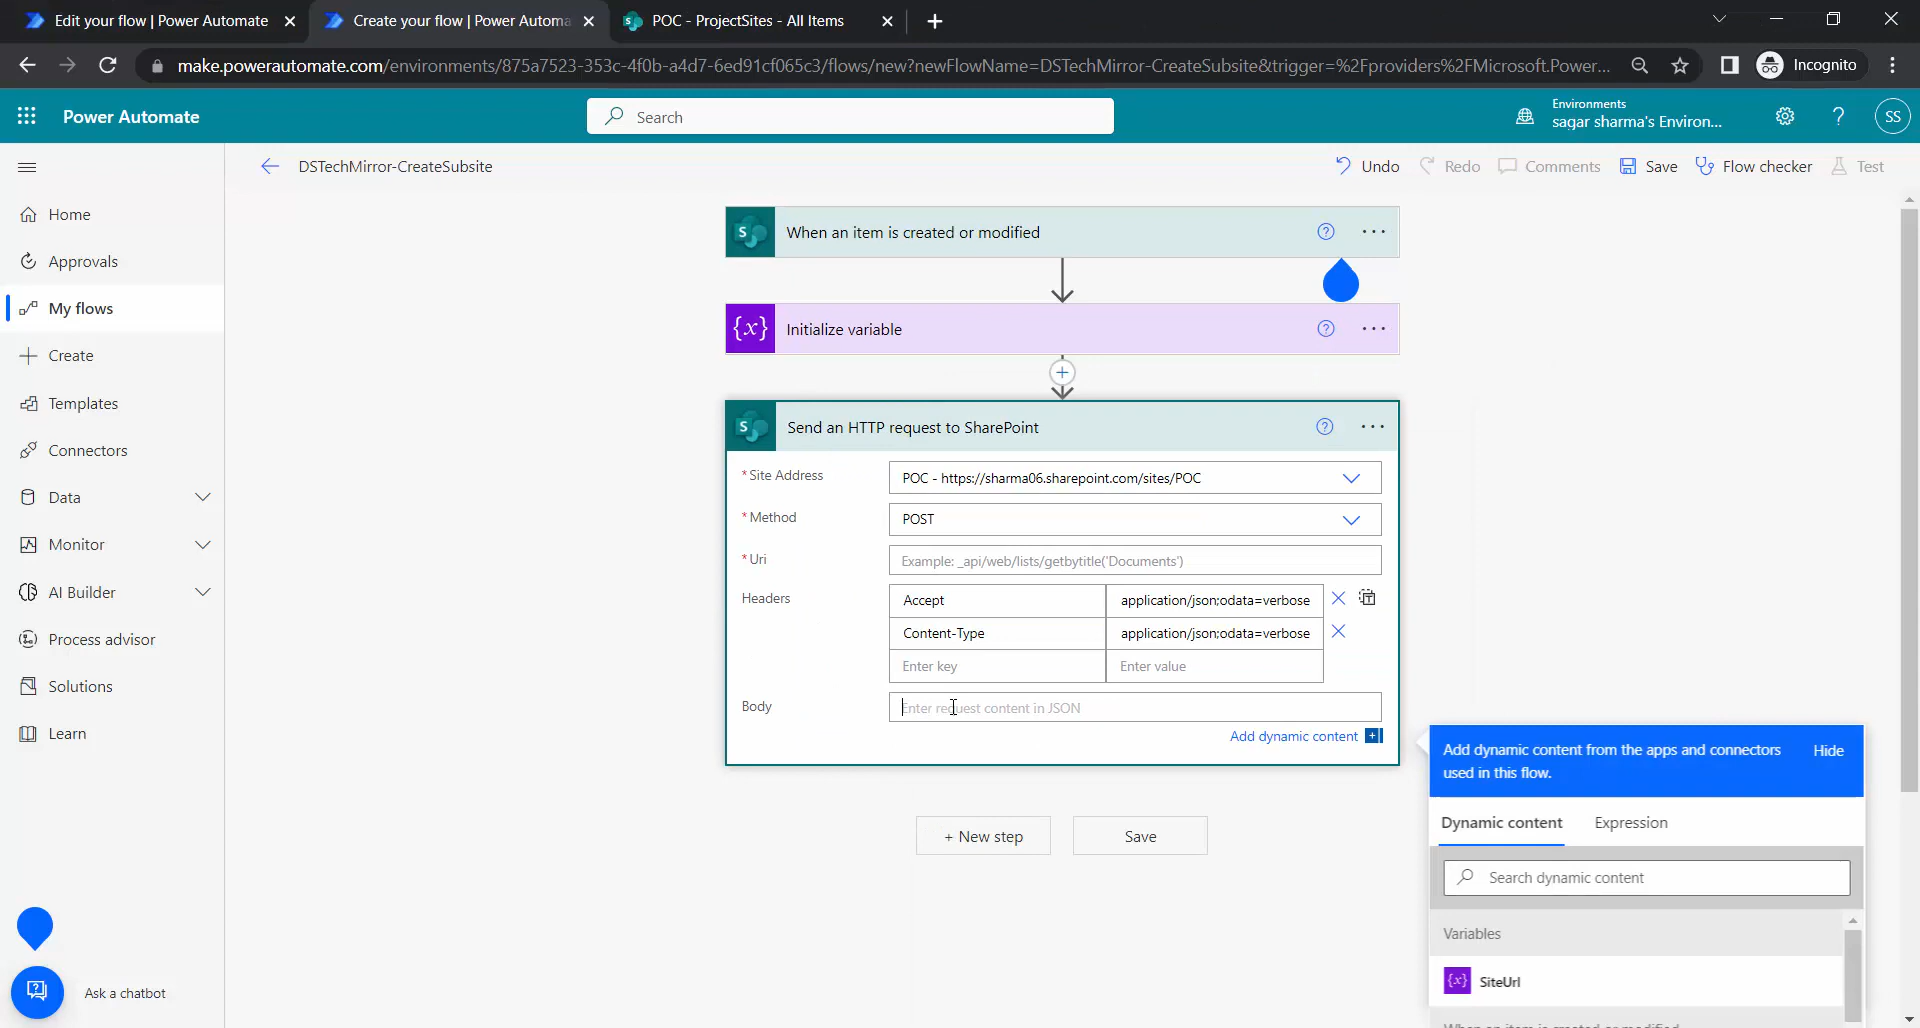 Edit your flow | Power Automate
Create your flow | Power Automa
POC - ProjectSites - All Items
make.powerautomate.com/environments/875a7523-353c-4f0b-a4d7-6ed91cf065c3/flows/new?newFlowName=DSTechMirror-CreateSubsite&trigger=%2Fproviders%2FMicrosoft.Power...
Incognito
Power Automate
Search
Environments
sagar sharma's Environ...
SS
DSTechMirror-CreateSubsite
Undo
Redo
Comments
Save
Flow checker
Test
Home
Approvals
My flows
Create
Templates
Connectors
Data
Monitor
AI Builder
Process advisor
Solutions
Learn
Ask a chatbot
When an item is created or modified
Initialize variable
Send an HTTP request to SharePoint
* Site Address
POC - https://sharma06.sharepoint.com/sites/POC
* Method
POST
* Uri
Example: _api/web/lists/getbytitle('Documents')
Headers
Accept
application/json;odata=verbose
Content-Type
application/json;odata=verbose
Enter key
Enter value
Body
Enter request content in JSON
Add dynamic content
+ New step
Save
Add dynamic content from the apps and connectors
used in this flow.
Hide
Dynamic content
Expression
Search dynamic content
Variables
SiteUrl
When an item is created or modified